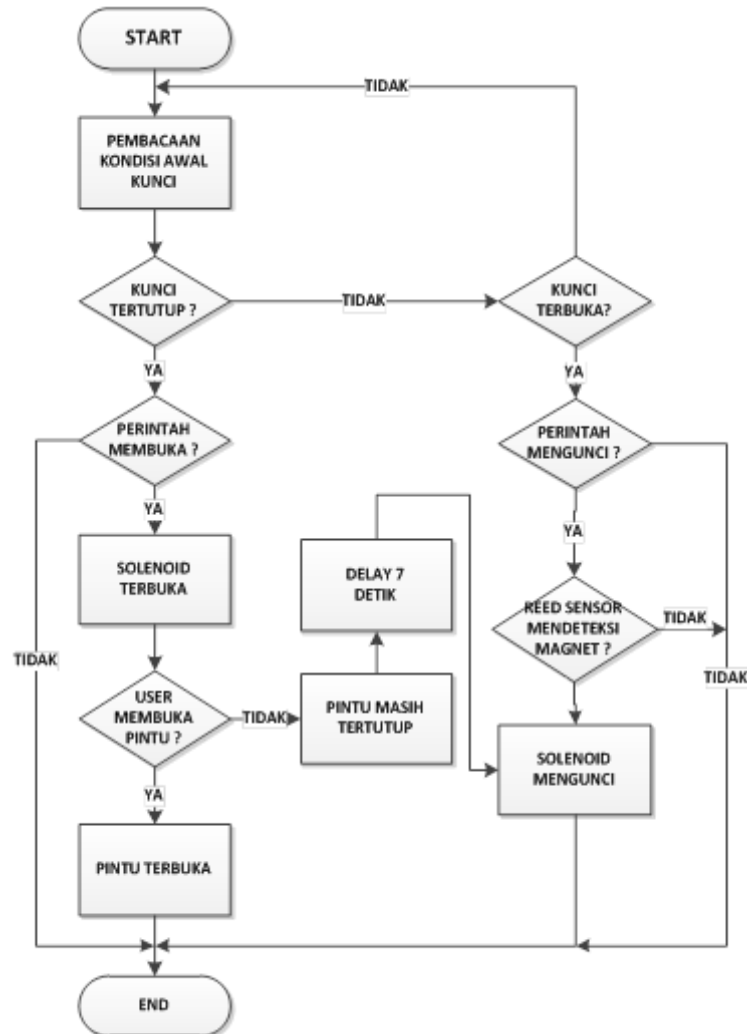 START
TIDAK
PEMBACAAN
KONDISI AWAL
KUNCI
KUNCI
TERTUTUP ?
TIDAK
KUNCI
TERBUKA?
YA
YA
PERINTAH
MEMBUKA ?
PERINTAH
MENGUNCI ?
YA
YA
SOLENOID
TERBUKA
DELAY 7
DETIK
REED SENSOR
MENDETEKSI
MAGNET ?
TIDAK
TIDAK
TIDAK
USER
MEMBUKA
PINTU ?
TIDAK
PINTU MASIH
TERTUTUP
SOLENOID
MENGUNCI
YA
PINTU TERBUKA
END